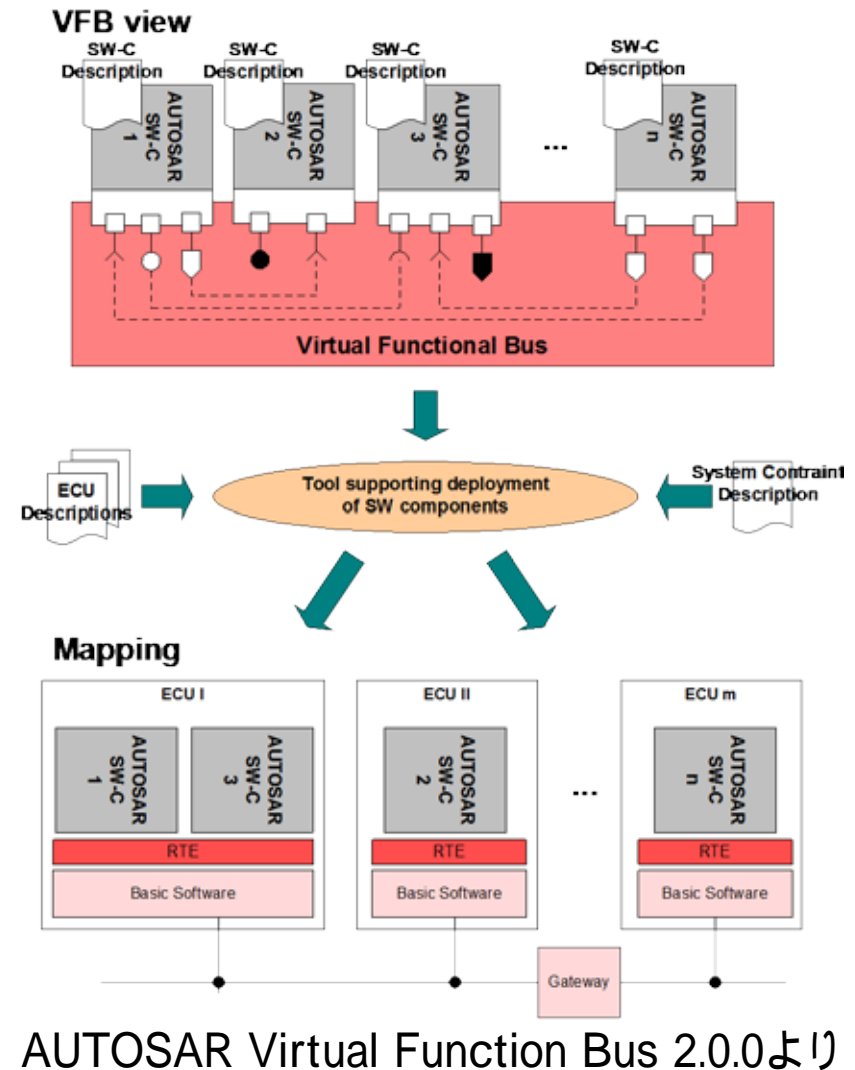 VFB view
SW-C
Description
SW-C
Description
SW-C
Description
SW-C
Description
AUTOSAR
SW-C
1
AUTOSAR
SW-C
2
AUTOSAR
SW-C
3
...
AUTOSAR
SW-C
n
Virtual Functional Bus
ECU
Descriptions
Tool supporting deployment
of SW components
System Contraint
Description
Mapping
ECU I
ECU II
ECU m
AUTOSAR
SW-C
1
AUTOSAR
SW-C
3
AUTOSAR
SW-C
2
...
AUTOSAR
SW-C
n
RTE
RTE
RTE
Basic Software
Basic Software
Basic Software
Gateway
AUTOSAR Virtual Function Bus 2.0.0より